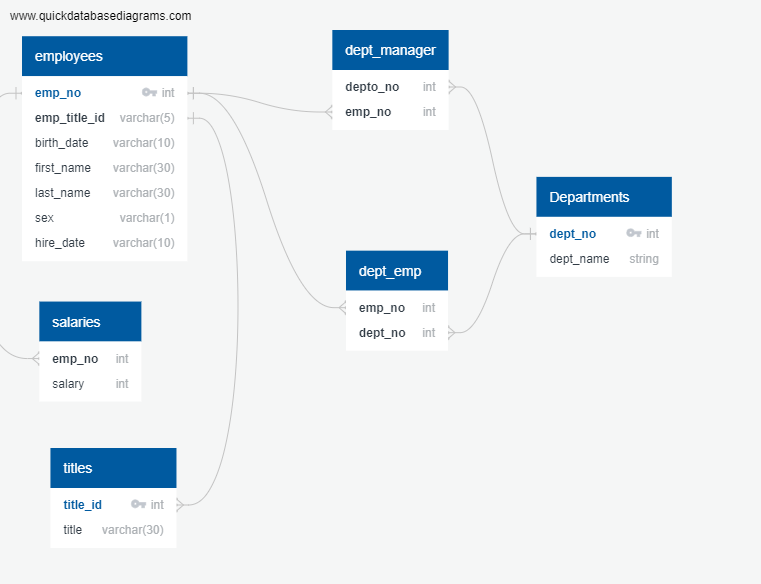 www.quickdatabasediagrams.com
employees
emp_no int
emp_title_id varchar(5)
birth_date varchar(10)
first_name varchar(30)
last_name varchar(30)
sex varchar(1)
hire_date varchar(10)
dept_manager
depto_no int
emp_no int
Departments
dept_no int
dept_name string
dept_emp
emp_no int
dept_no int
salaries
emp_no int
salary int
titles
title_id int
title varchar(30)